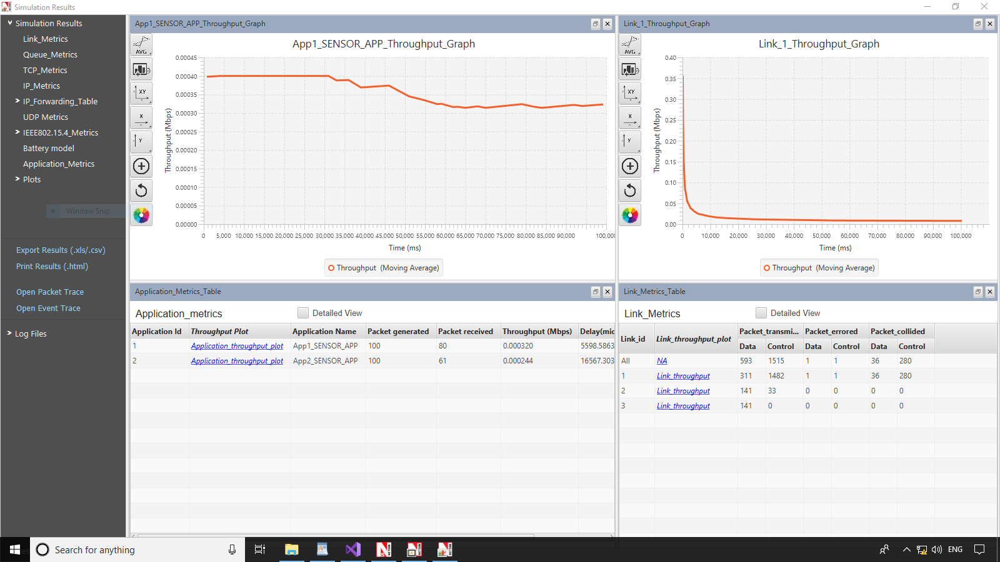 Simulation Results
Simulation Results
Link_Metrics
Queue_Metrics
TCP_Metrics
IP_Metrics
IP_Forwarding_Table
UDP Metrics
IEEE802.15.4_Metrics
Battery model
Application_Metrics
Plots
Window Snip
Export Results (.xls/.csv)
Print Results (.html)
Open Packet Trace
Open Event Trace
Log Files
App1_SENSOR_APP_Throughput_Graph
App1_SENSOR_APP_Throughput_Graph
AVG
XY
X
Y
Throughput (Mbps)
0.00045
0.00040
0.00035
0.00030
0.00025
0.00020
0.00015
0.00010
0.00005
0.00000
0 5,000 10,000 15,000 20,000 25,000 30,000 35,000 40,000 45,000 50,000 55,000 60,000 65,000 70,000 75,000 80,000 85,000 90,000 100,000
Time (ms)
Throughput (Moving Average)
Link_1_Throughput_Graph
Link_1_Throughput_Graph
AVG
XY
X
Y
Throughput (Mbps)
0.40
0.35
0.30
0.25
0.20
0.15
0.10
0.05
0.00
0 10,000 20,000 30,000 40,000 50,000 60,000 70,000 80,000 90,000 100,000
Time (ms)
Throughput (Moving Average)
Application_Metrics_Table
Application_metrics Detailed View
Application Id Throughput Plot Application Name Packet generated Packet received Throughput (Mbps) Delay(mic
1 Application_throughput_plot App1_SENSOR_APP 100 80 0.000320 5598.5863
2 Application_throughput_plot App2_SENSOR_APP 100 61 0.000244 16567.303
Link_Metrics_Table
Link_Metrics Detailed View
Link_id Link_throughput_plot Packet_transmi... Packet_errored Packet_collided
Data Control Data Control Data Control
All NA 593 1515 1 1 36 280
1 Link_throughput 311 1482 1 1 36 280
2 Link_throughput 141 33 0 0 0 0
3 Link_throughput 141 0 0 0 0 0
Search for anything
ENG